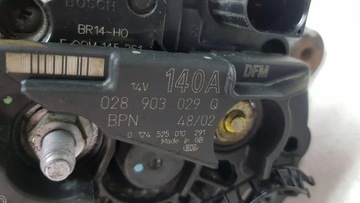 BOSCH
BR14-H0
14V 140A DFM
028 903 029 Q
BPN 48/02
0 124 525 010 291
Made in GB